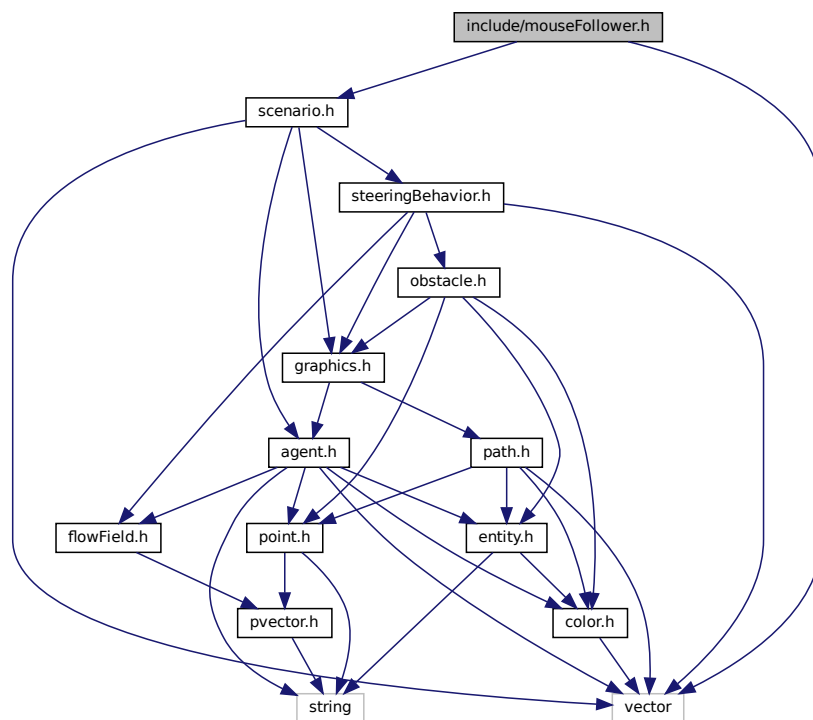 include/mouseFollower.h
scenario.h
steeringBehavior.h
obstacle.h
graphics.h
agent.h
path.h
flowField.h
point.h
entity.h
pvector.h
color.h
string
vector